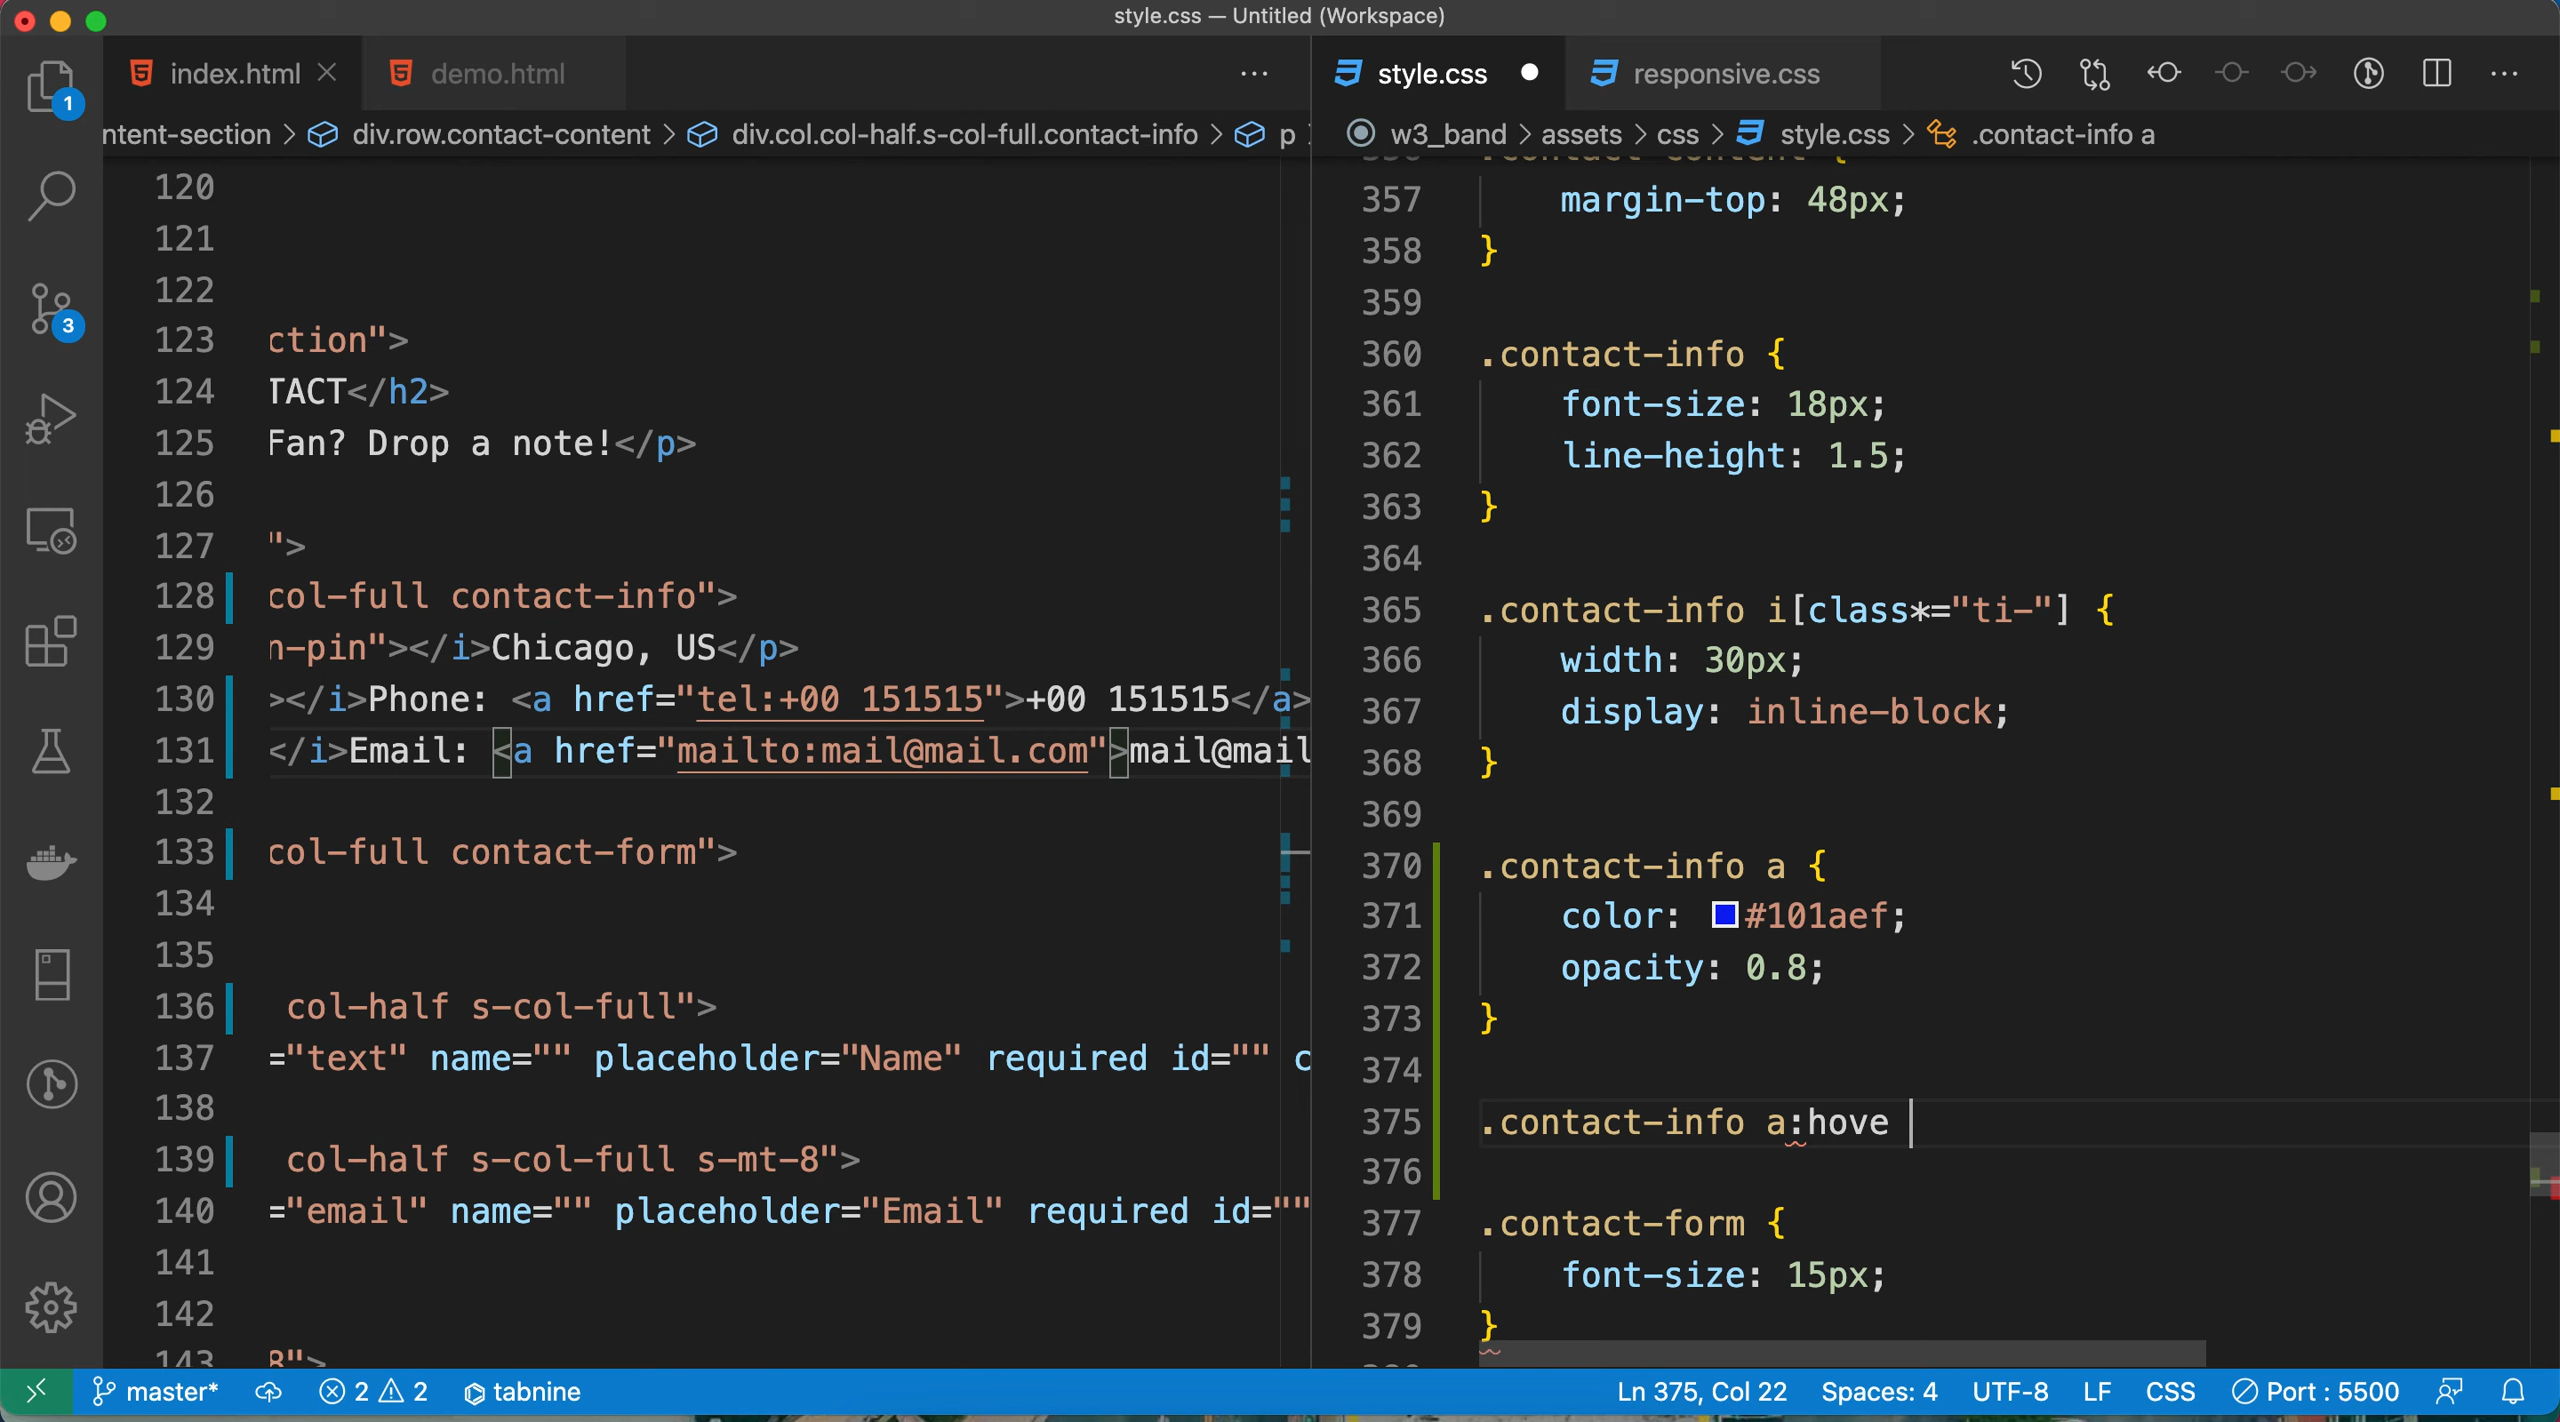 style.css — Untitled (Workspace)
1
3
index.html
demo.html
ntent-section > div.row.contact-content > div.col.col-half.s-col-full.contact-info > p
120
121
122
123 ction">
124 TACT</h2>
125 Fan? Drop a note!</p>
126
127 ">
128 col-full contact-info">
129 n-pin"></i>Chicago, US</p>
130 ></i>Phone: <a href="tel:+00 151515">+00 151515</a>
131 </i>Email: <a href="mailto:mail@mail.com">mail@mail
132
133 col-full contact-form">
134
135
136 col-half s-col-full">
137 ="text" name="" placeholder="Name" required id="" c
138
139 col-half s-col-full s-mt-8">
140 ="email" name="" placeholder="Email" required id=""
141
142
143 8">
style.css
responsive.css
w3_band > assets > css > style.css > .contact-info a
356 .contact-content {
357 margin-top: 48px;
358 }
359
360 .contact-info {
361 font-size: 18px;
362 line-height: 1.5;
363 }
364
365 .contact-info i[class*="ti-"] {
366 width: 30px;
367 display: inline-block;
368 }
369
370 .contact-info a {
371 color: #101aef;
372 opacity: 0.8;
373 }
374
375 .contact-info a:hove
376
377 .contact-form {
378 font-size: 15px;
379 }
master* 2 2 tabnine Ln 375, Col 22 Spaces: 4 UTF-8 LF CSS Port : 5500